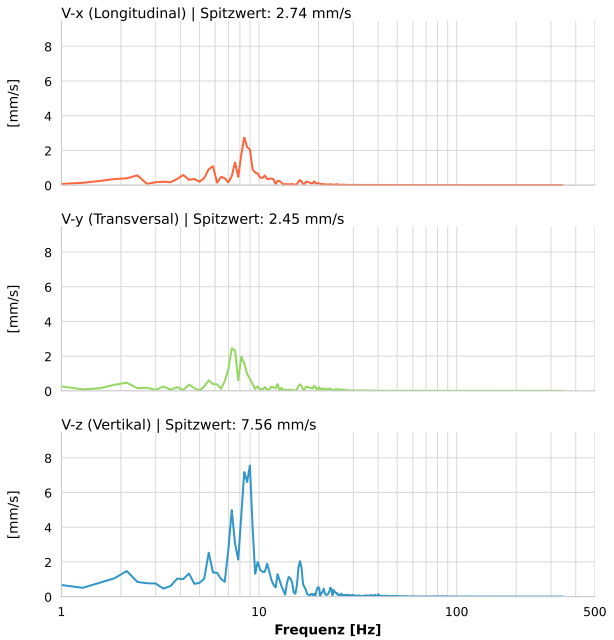 V-x (Longitudinal) | Spitzwert: 2.74 mm/s
[mm/s]
8
6
4
2
0
V-y (Transversal) | Spitzwert: 2.45 mm/s
[mm/s]
8
6
4
2
0
V-z (Vertikal) | Spitzwert: 7.56 mm/s
[mm/s]
8
6
4
2
0
1 10 100 500
Frequenz [Hz]